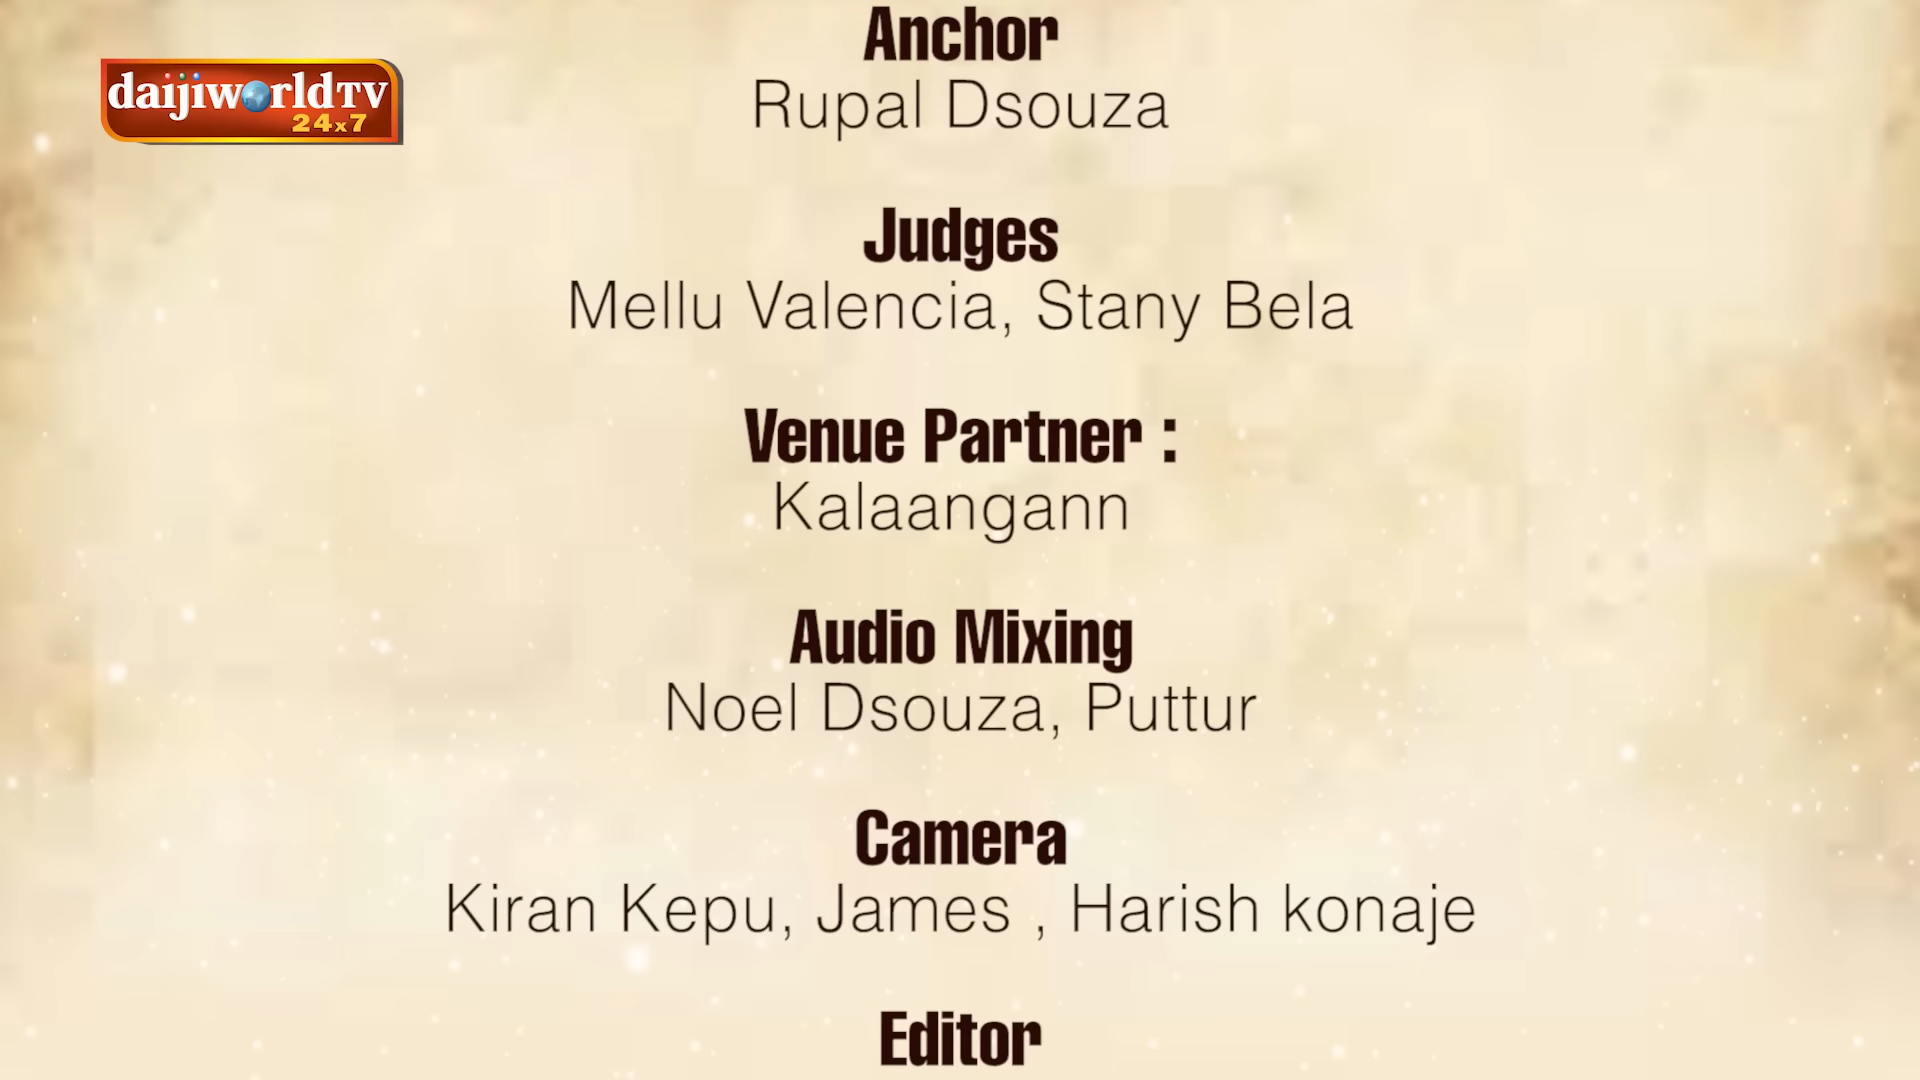 Anchor
daijiworldTV
24x7
Rupal Dsouza
Judges
Mellu Valencia, Stany Bela
Venue Partner :
Kalaangann
Audio Mixing
Noel Dsouza, Puttur
Camera
Kiran Kepu, James , Harish konaje
Editor